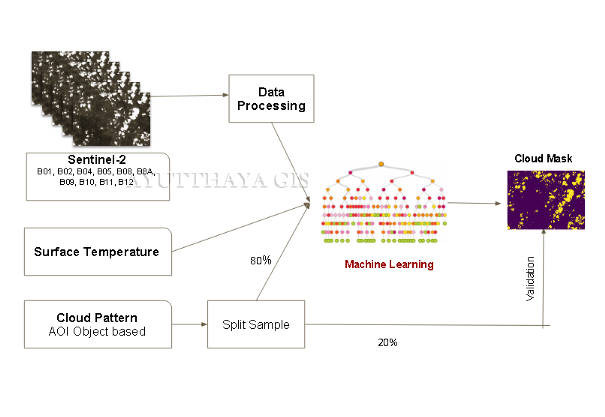 Data
Processing
Sentinel-2
B01, B02, B04, B05, B08, B8A,
B09, B10, B11, B12
AYUTTHAYA GIS
Cloud Mask
Surface Temperature
Machine Learning
80%
Validation
Cloud Pattern
AOI Object based
Split Sample
20%